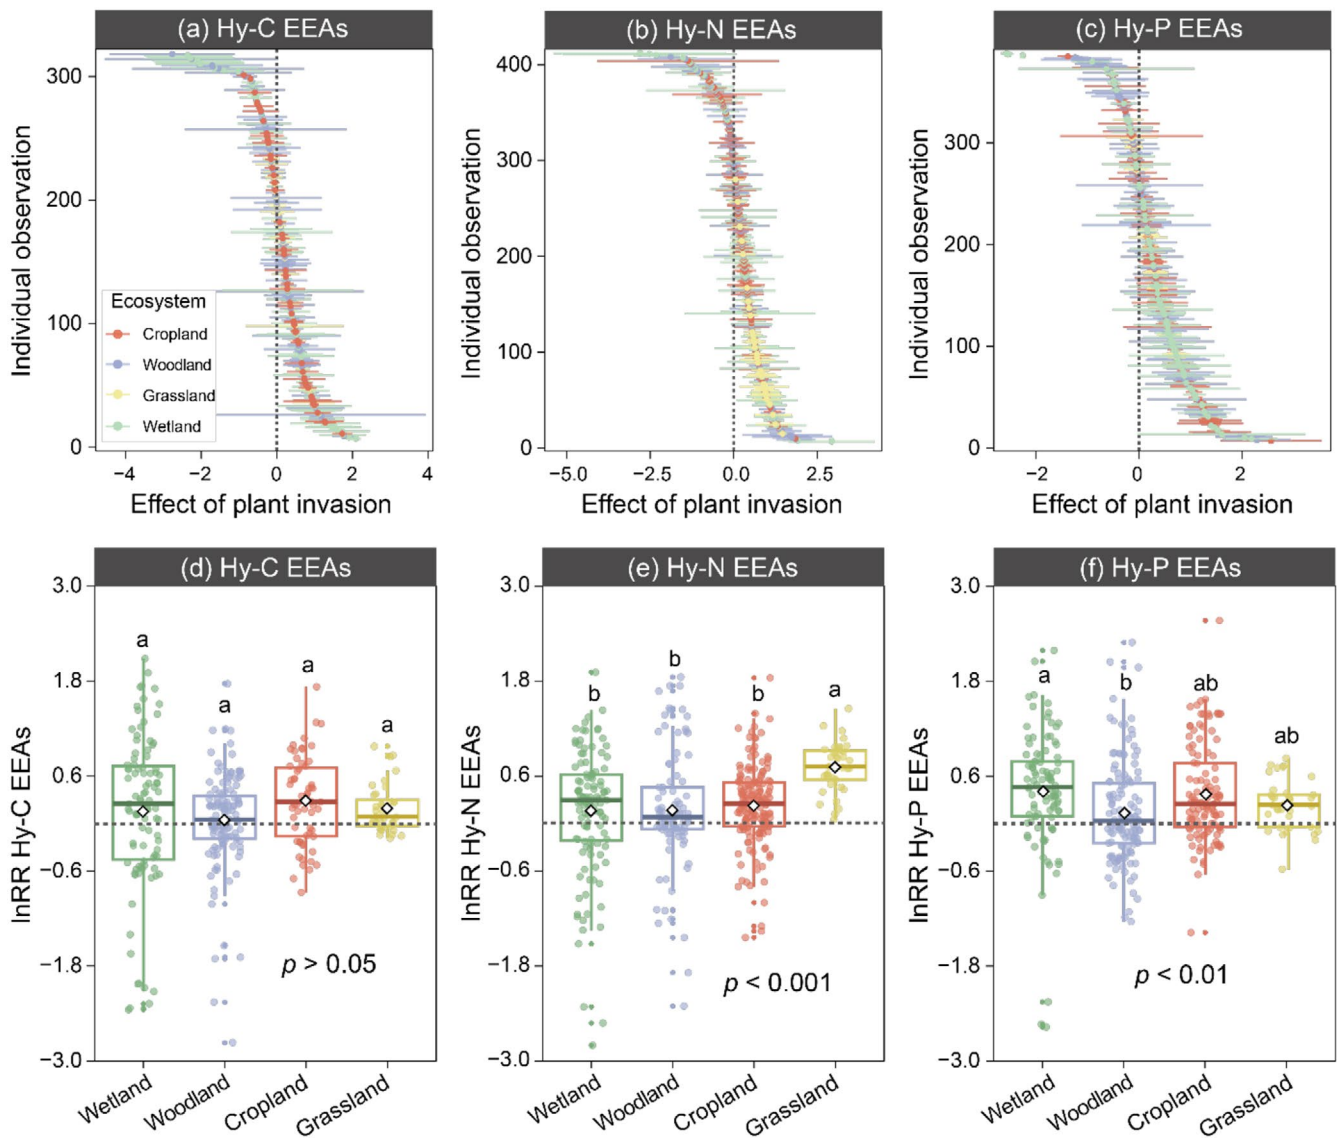 (a) Hy-C EEAs
(b) Hy-N EEAs
(c) Hy-P EEAs
Individual observation
300
200
100
0
Ecosystem
Cropland
Woodland
Grassland
Wetland
−4
−2
0
2
4
Effect of plant invasion
Individual observation
400
300
200
100
0
−5.0
−2.5
0.0
2.5
Effect of plant invasion
Individual observation
300
200
100
0
−2
0
2
Effect of plant invasion
(d) Hy-C EEAs
(e) Hy-N EEAs
(f) Hy-P EEAs
lnRR Hy-C EEAs
3.0
1.8
0.6
−0.6
−1.8
−3.0
a
a
a
a
p > 0.05
Wetland
Woodland
Cropland
Grassland
lnRR Hy-N EEAs
3.0
1.8
0.6
−0.6
−1.8
−3.0
b
b
b
a
p < 0.001
Wetland
Woodland
Cropland
Grassland
lnRR Hy-P EEAs
3.0
1.8
0.6
−0.6
−1.8
−3.0
a
b
ab
ab
p < 0.01
Wetland
Woodland
Cropland
Grassland